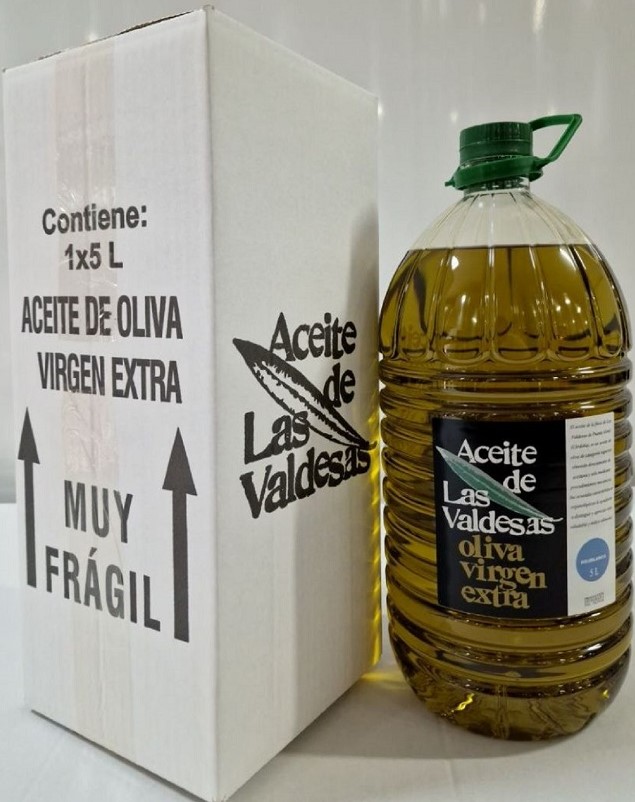 Contiene:
1x5 L
ACEITE DE OLIVA
VIRGEN EXTRA
MUY
FRÁGIL
Aceite
de
Las
Valdesas
Aceite
de
Las
Valdesas
oliva
virgen
extra
5 L